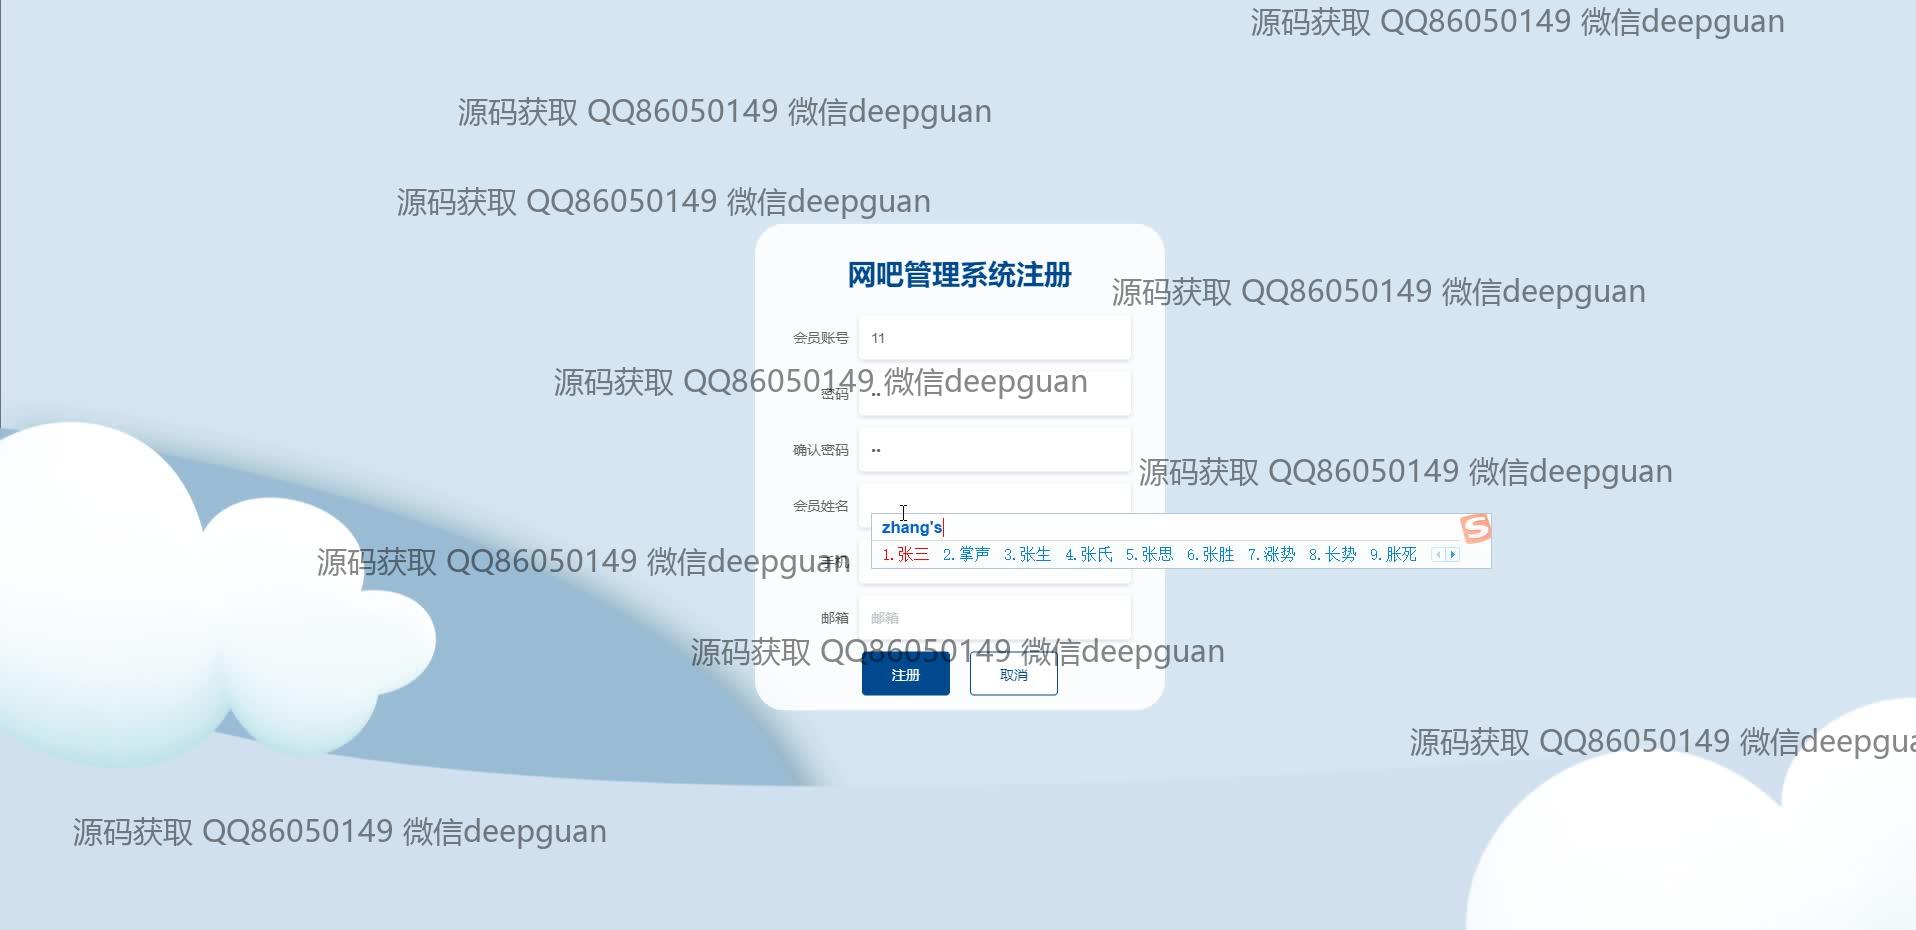 源码获取 QQ86050149 微信deepguan
源码获取 QQ86050149 微信deepguan
源码获取 QQ86050149 微信deepguan
网吧管理系统注册
源码获取 QQ86050149 微信deepguan
会员账号 11
源码获取 QQ86050149 微信deepguan
密码 ••
确认密码 ••
源码获取 QQ86050149 微信deepguan
会员姓名
zhang's
1.张三 2.掌声 3.张生 4.张氏 5.张思 6.张胜 7.涨势 8.长势 9.胀死
源码获取 QQ86050149 微信deepguan
手机
邮箱 邮箱
源码获取 QQ86050149 微信deepguan
注册 取消
源码获取 QQ86050149 微信deepgua
源码获取 QQ86050149 微信deepguan